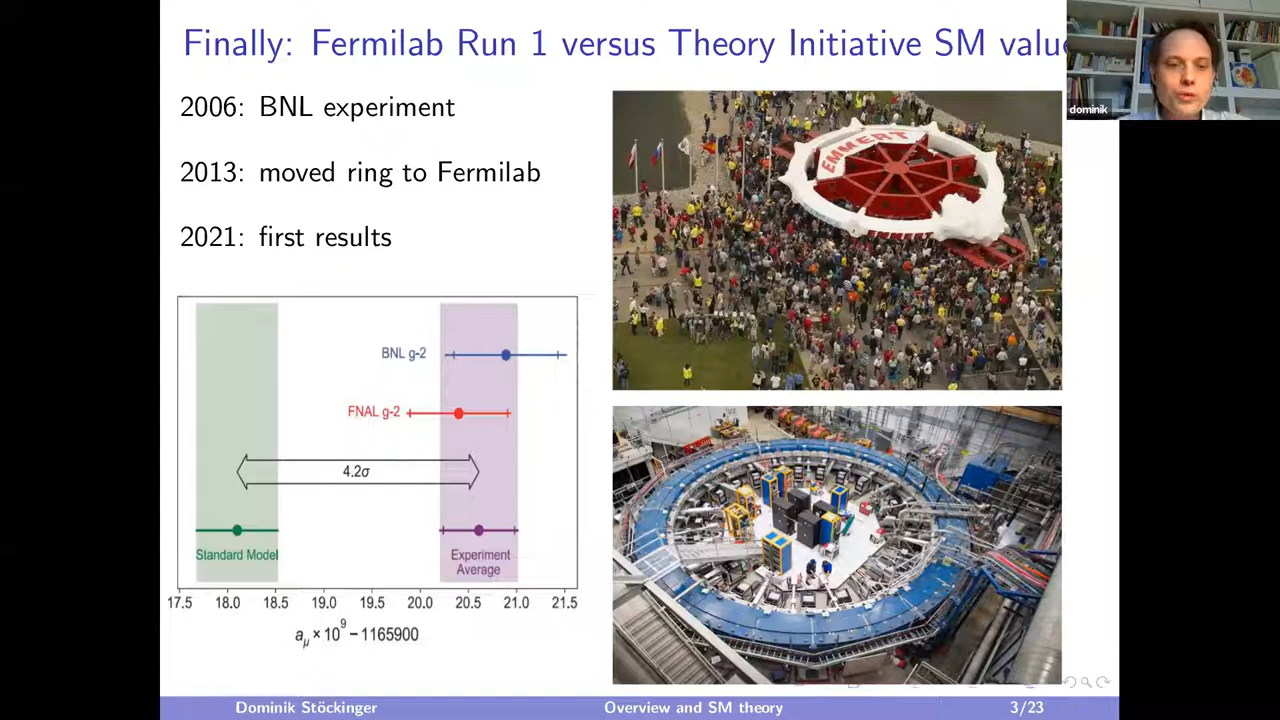 Finally: Fermilab Run 1 versus Theory Initiative SM value
dominik
2006: BNL experiment
2013: moved ring to Fermilab
2021: first results
EMMERT
BNL g-2
FNAL g-2
4.2σ
Standard Model
Experiment
Average
17.5 18.0 18.5 19.0 19.5 20.0 20.5 21.0 21.5
aμ × 10⁹ − 1165900
Dominik Stöckinger Overview and SM theory 3/23